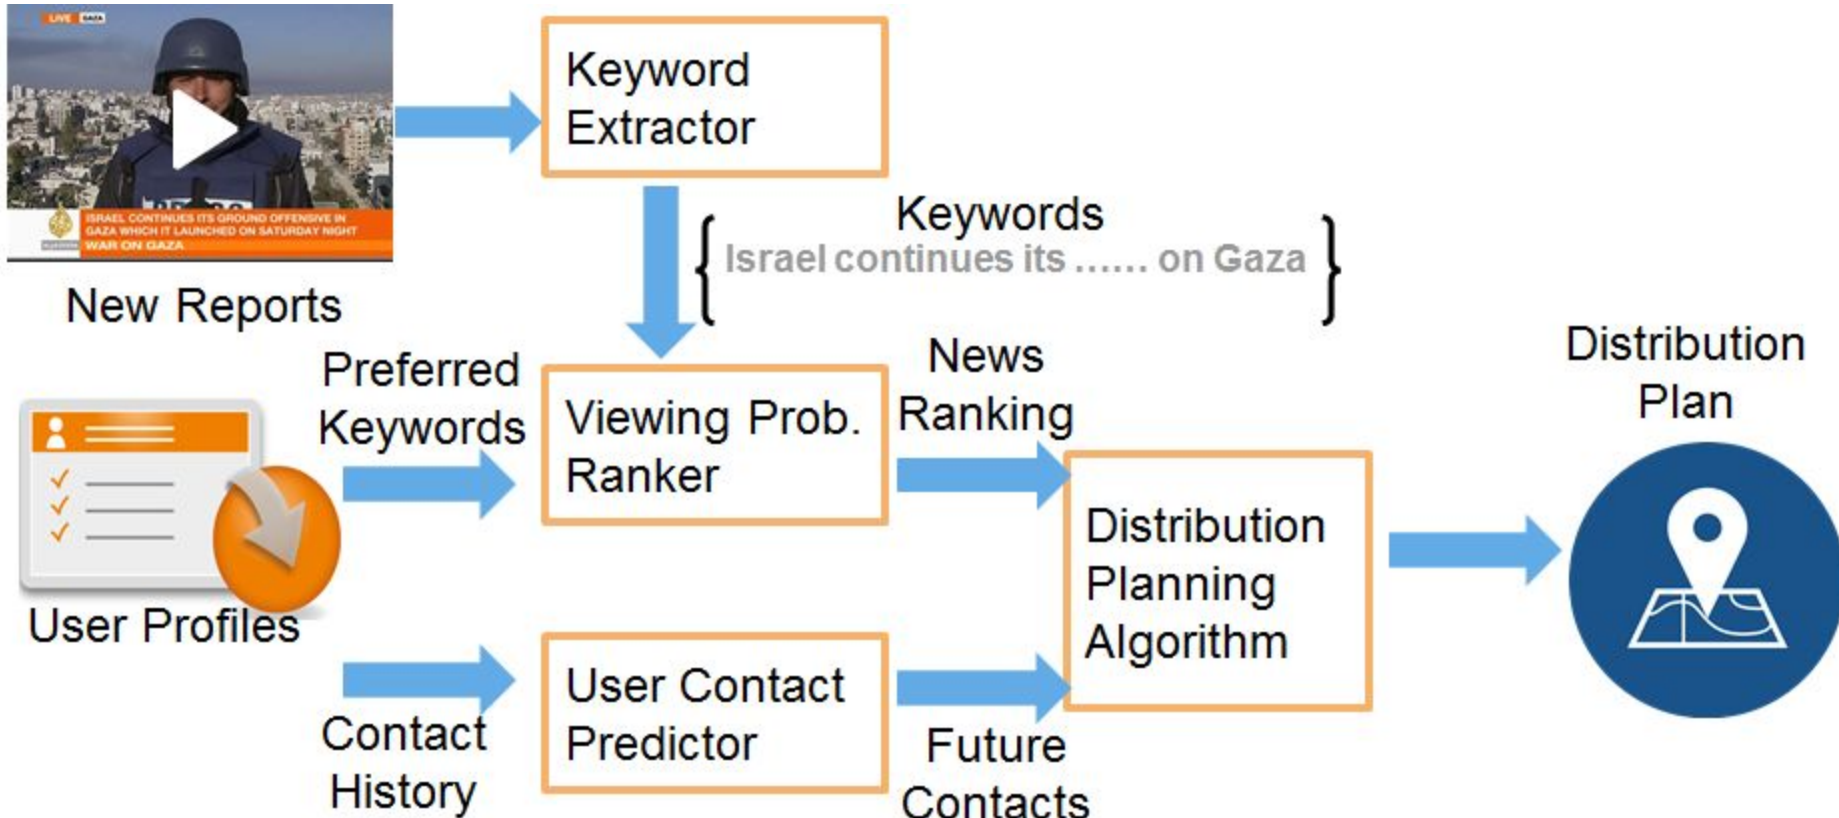 LIVE GAZA
ISRAEL CONTINUES ITS GROUND OFFENSIVE IN
GAZA WHICH IT LAUNCHED ON SATURDAY NIGHT
WAR ON GAZA
New Reports
Keyword
Extractor
Keywords
{ Israel continues its ...... on Gaza }
Preferred
Keywords
User Profiles
Viewing Prob.
Ranker
News
Ranking
Contact
History
User Contact
Predictor
Future
Contacts
Distribution
Planning
Algorithm
Distribution
Plan